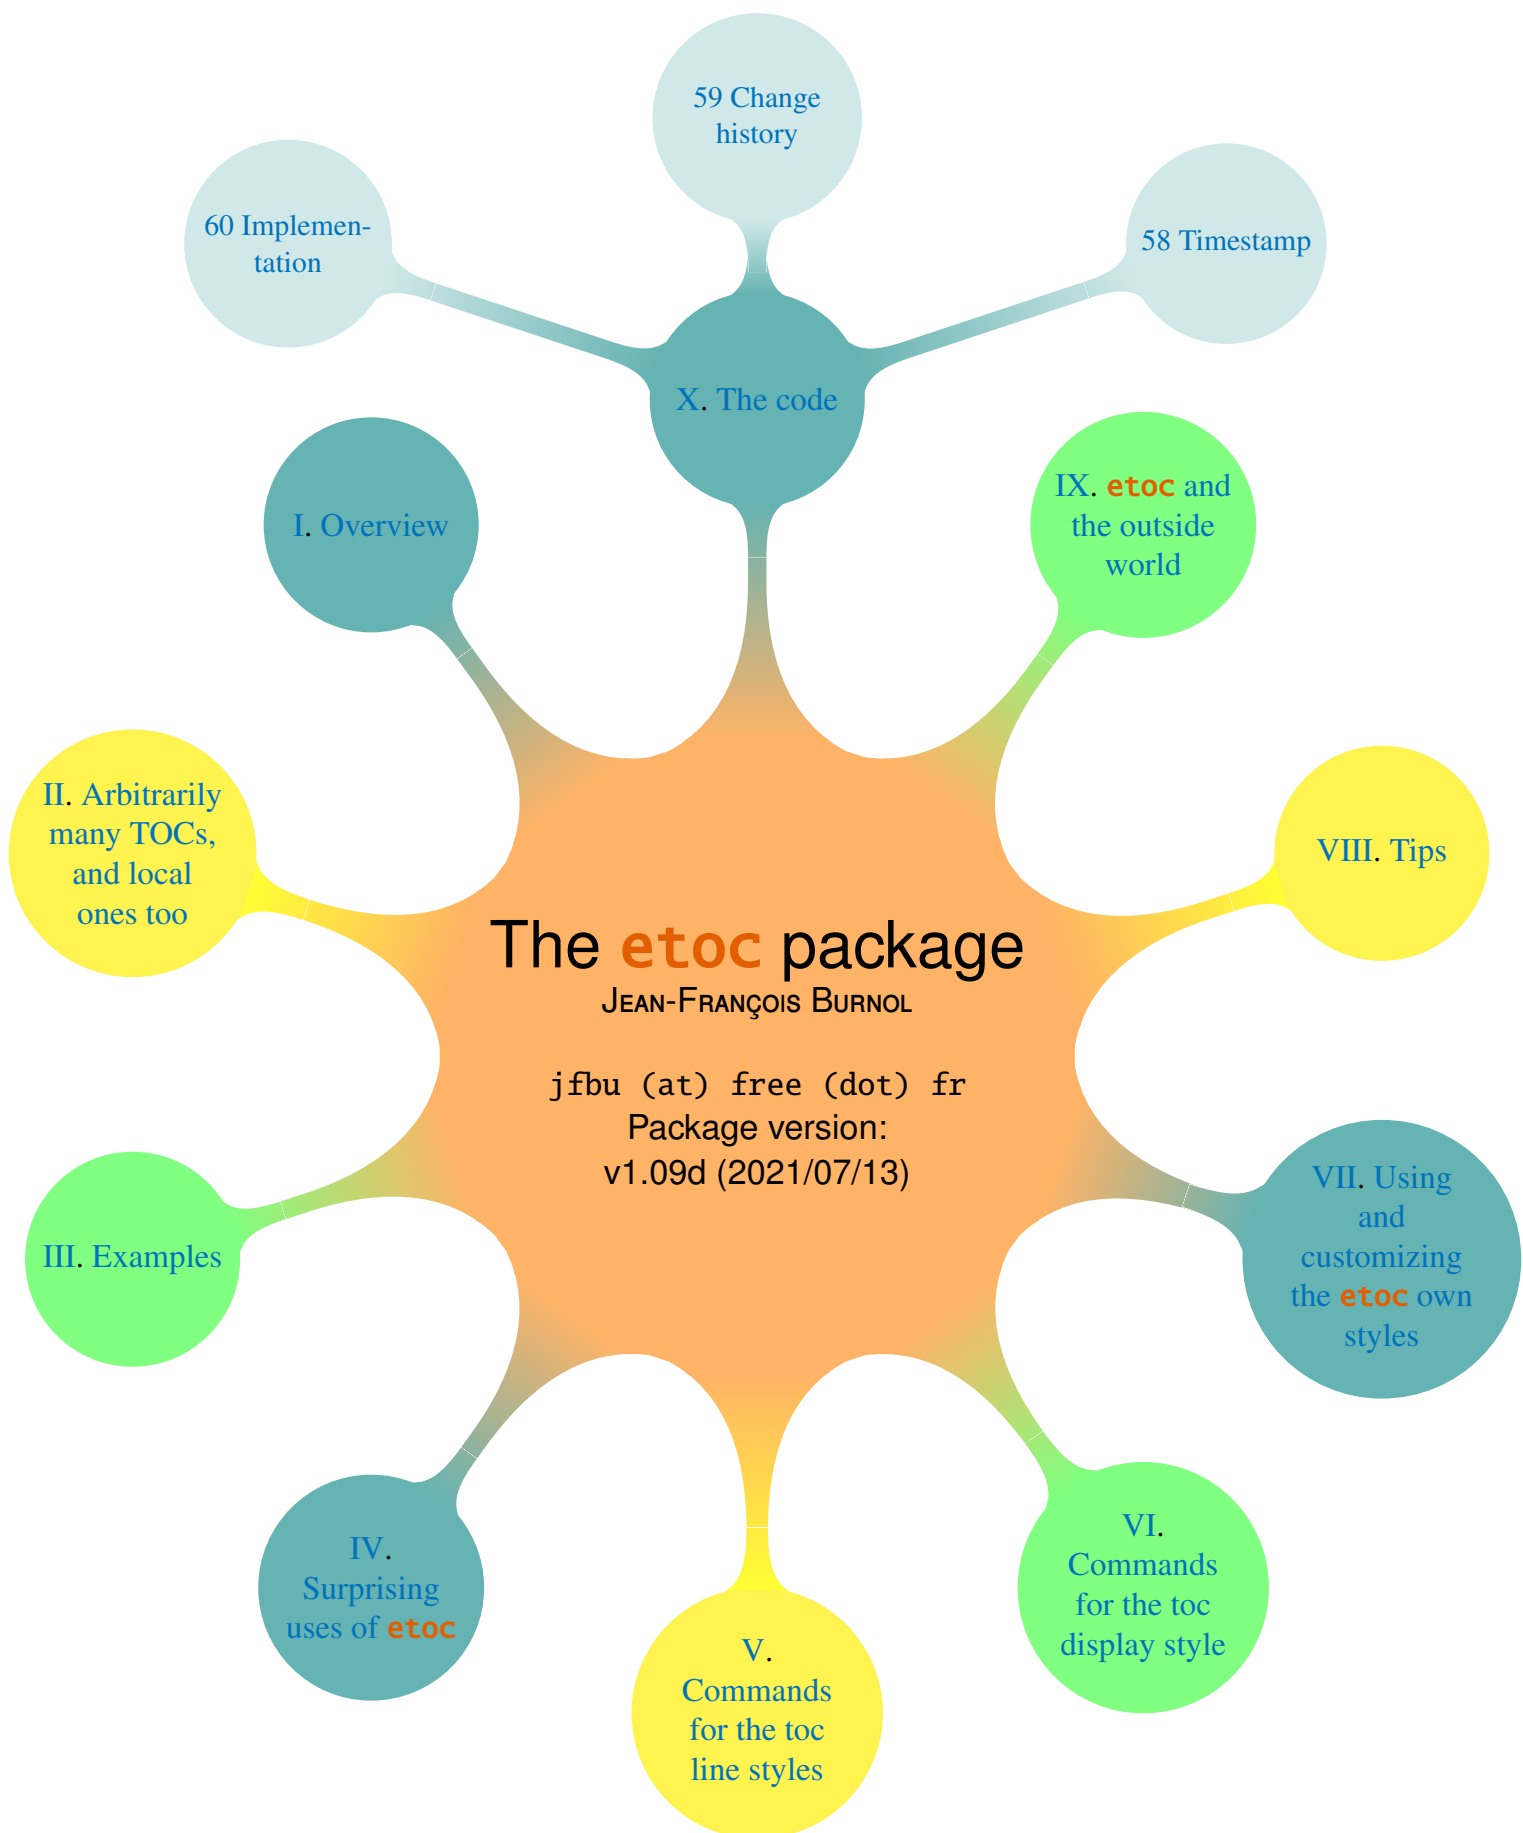 59 Change
history
60 Implemen-
tation
58 Timestamp
X. The code
I. Overview
IX. etoc and
the outside
world
II. Arbitrarily
many TOCs,
and local
ones too
VIII. Tips
The etoc package
Jean-François Burnol
jfbu (at) free (dot) fr
Package version:
v1.09d (2021/07/13)
III. Examples
VII. Using
and
customizing
the etoc own
styles
IV.
Surprising
uses of etoc
VI.
Commands
for the toc
display style
V.
Commands
for the toc
line styles